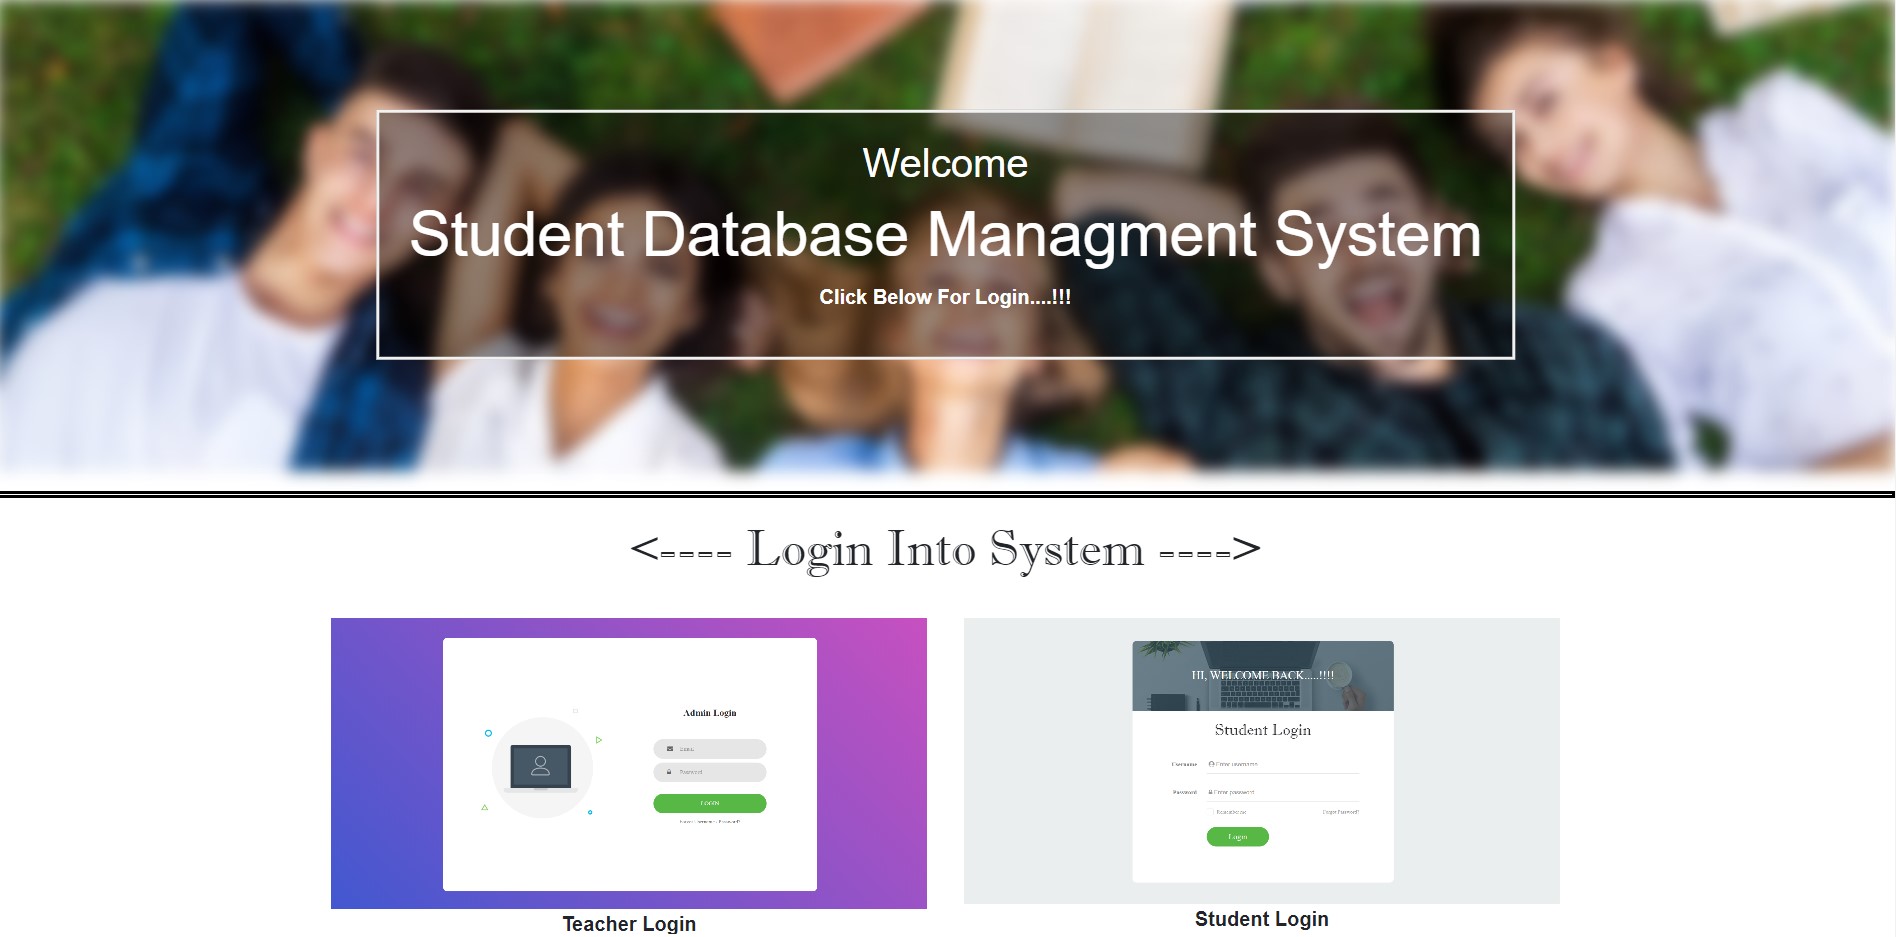 Welcome
Student Database Managment System
Click Below For Login....!!!
<---- Login Into System ---->
Admin Login
Email
Password
LOGIN
Teacher Login
HI, WELCOME BACK.....!!!!
Student Login
Username Enter username
Password Enter password
Remember me Forgot Password?
Login
Student Login